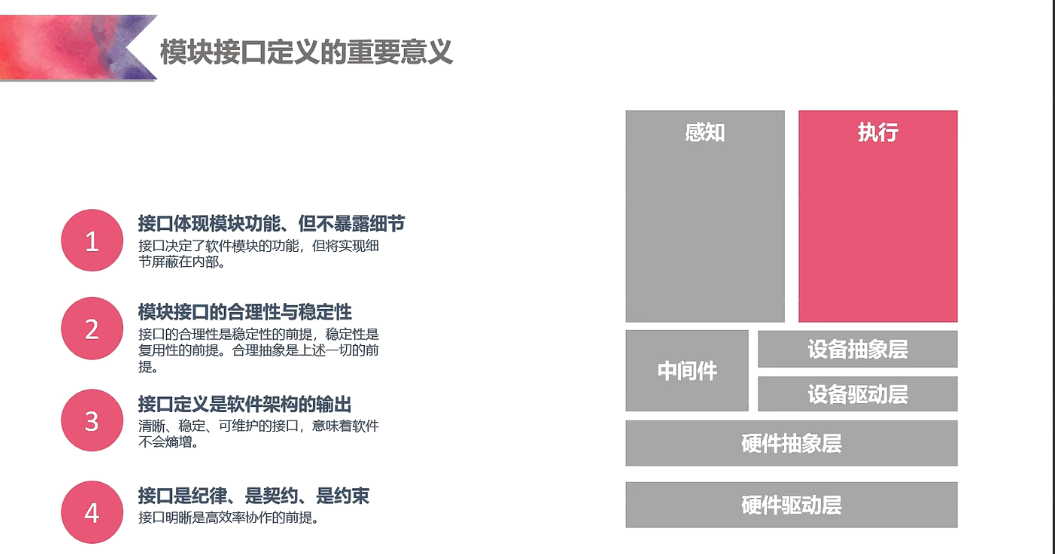 模块接口定义的重要意义
1
接口体现模块功能、但不暴露细节
接口决定了软件模块的功能，但将实现细
节屏蔽在内部。
2
模块接口的合理性与稳定性
接口的合理性是稳定性的前提，稳定性是
复用性的前提。合理抽象是上述一切的前
提。
3
接口定义是软件架构的输出
清晰、稳定、可维护的接口，意味着软件
不会熵增。
4
接口是纪律、是契约、是约束
接口明晰是高效率协作的前提。
感知
执行
中间件
设备抽象层
设备驱动层
硬件抽象层
硬件驱动层